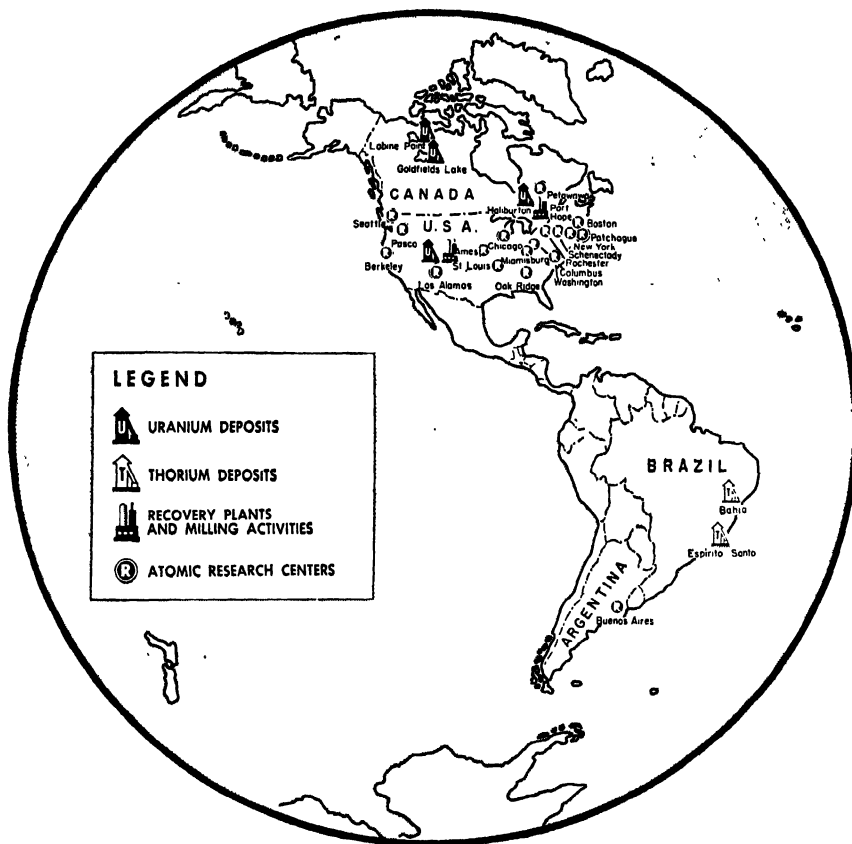 Labine Point
Goldfields Lake
CANADA
Petawawa
Haliburton
Port
Hope
Seattle
U.S.A.
Boston
Patchogue
Pasco
Ames
Chicago
New York
Schenectady
Berkeley
St Louis
Miamisburg
Rochester
Columbus
Los Alamos
Oak Ridge
Washington
LEGEND
U URANIUM DEPOSITS
T THORIUM DEPOSITS
RECOVERY PLANTS
AND MILLING ACTIVITIES
R ATOMIC RESEARCH CENTERS
BRAZIL
Bahia
Espirito Santo
ARGENTINA
Buenos Aires